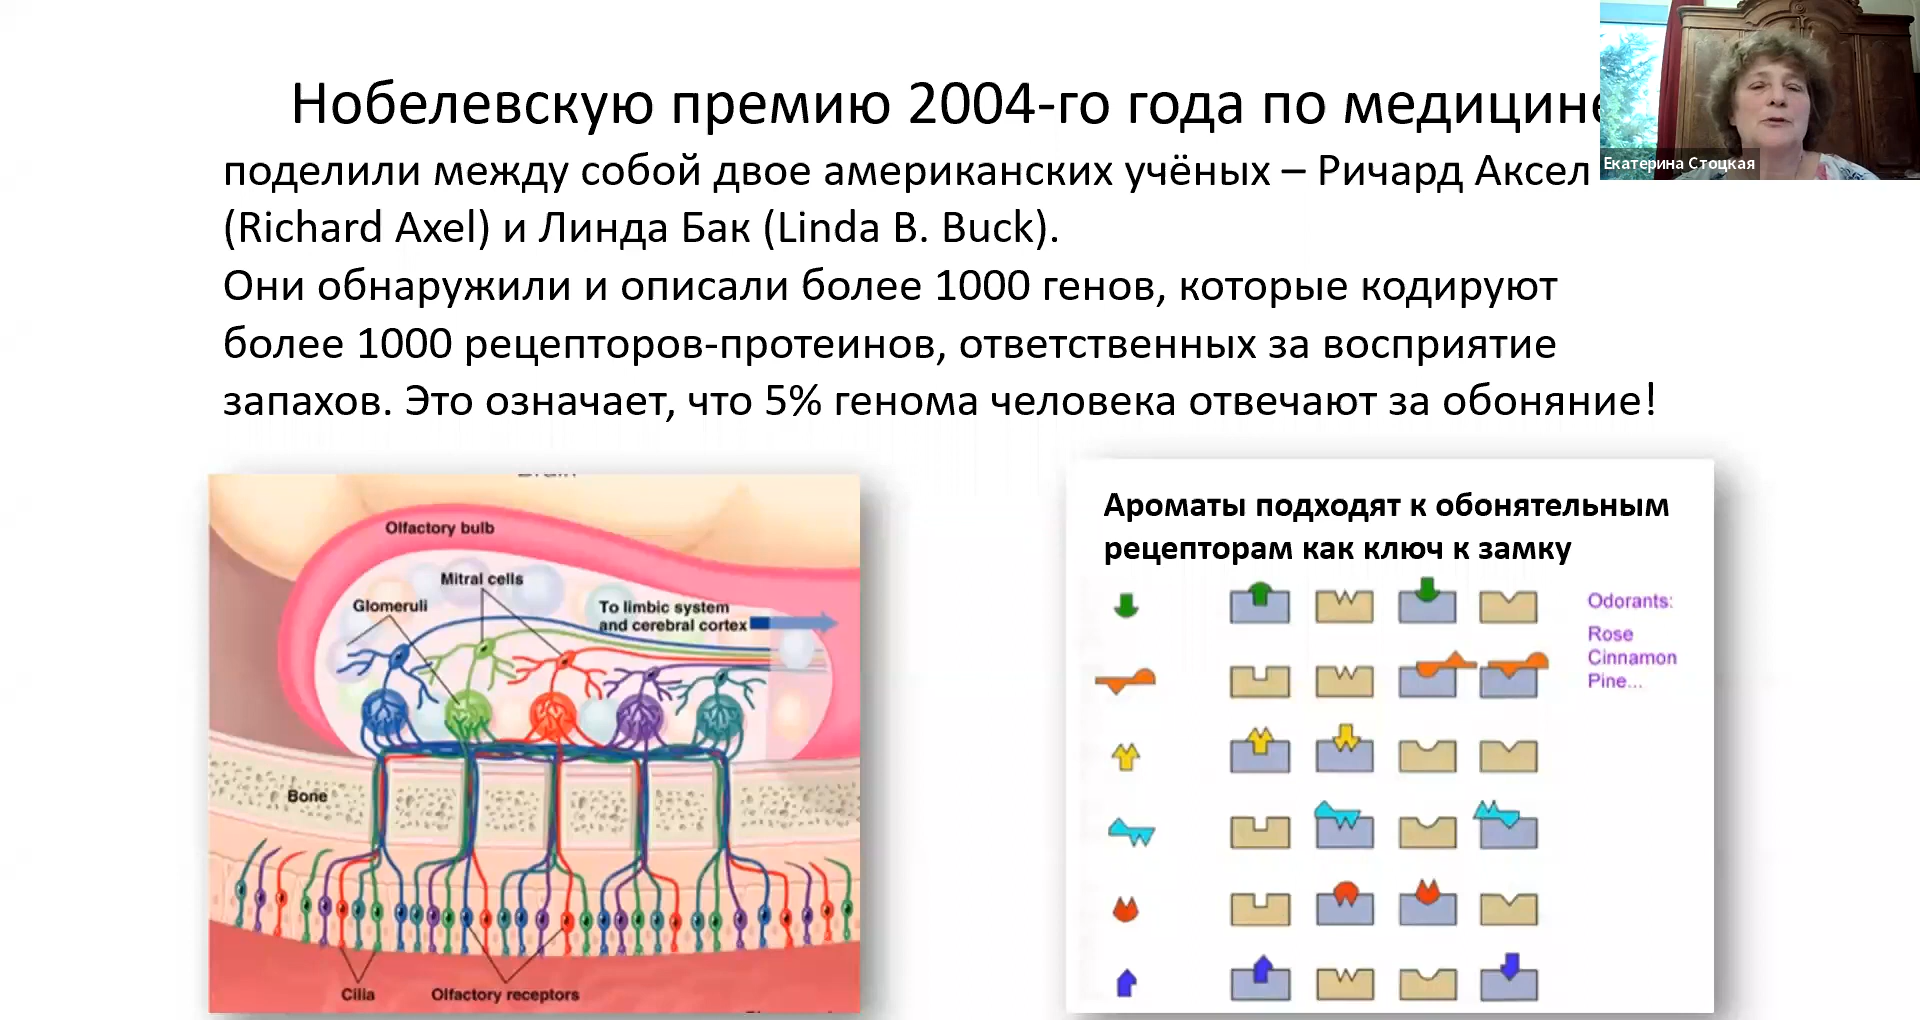 Нобелевскую премию 2004-го года по медицине
Екатерина Стоцкая
поделили между собой двое американских учёных – Ричард Аксел
(Richard Axel) и Линда Бак (Linda B. Buck).
Они обнаружили и описали более 1000 генов, которые кодируют
более 1000 рецепторов-протеинов, ответственных за восприятие
запахов. Это означает, что 5% генома человека отвечают за обоняние!
Olfactory bulb
Mitral cells
Glomeruli
To limbic system
and cerebral cortex
Bone
Cilia
Olfactory receptors
Ароматы подходят к обонятельным
рецепторам как ключ к замку
Odorants:
Rose
Cinnamon
Pine...